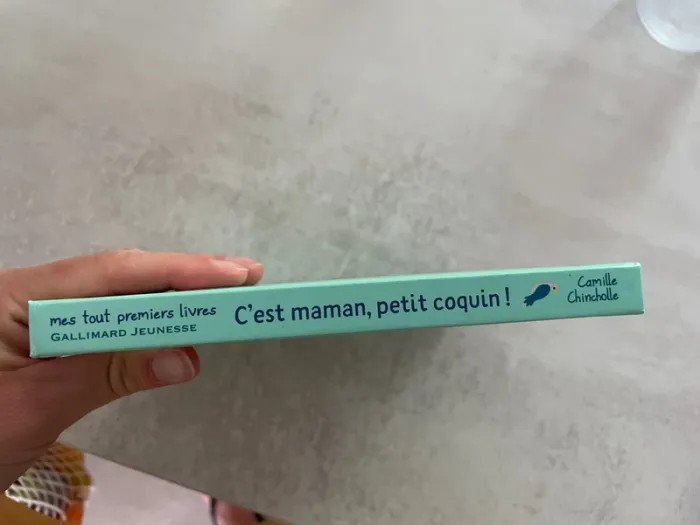 mes tout premiers livres
GALLIMARD JEUNESSE
C'est maman, petit coquin !
Camille
Chincholle